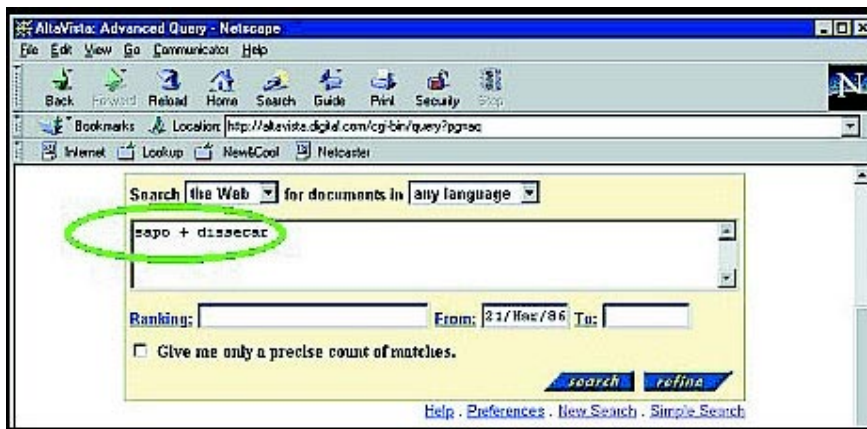 AltaVista: Advanced Query - Netscape
File Edit View Go Communicator Help
Back Forward Reload Home Search Guide Print Security Stop
Bookmarks Location: http://altavista.digital.com/cgi-bin/query?pg=aq
Internet Lookup New&Cool Netcaster
Search the Web for documents in any language
sapo + dissecar
Ranking: From: 21/Mar/86 To:
Give me only a precise count of matches.
search refine
Help . Preferences . New Search . Simple Search